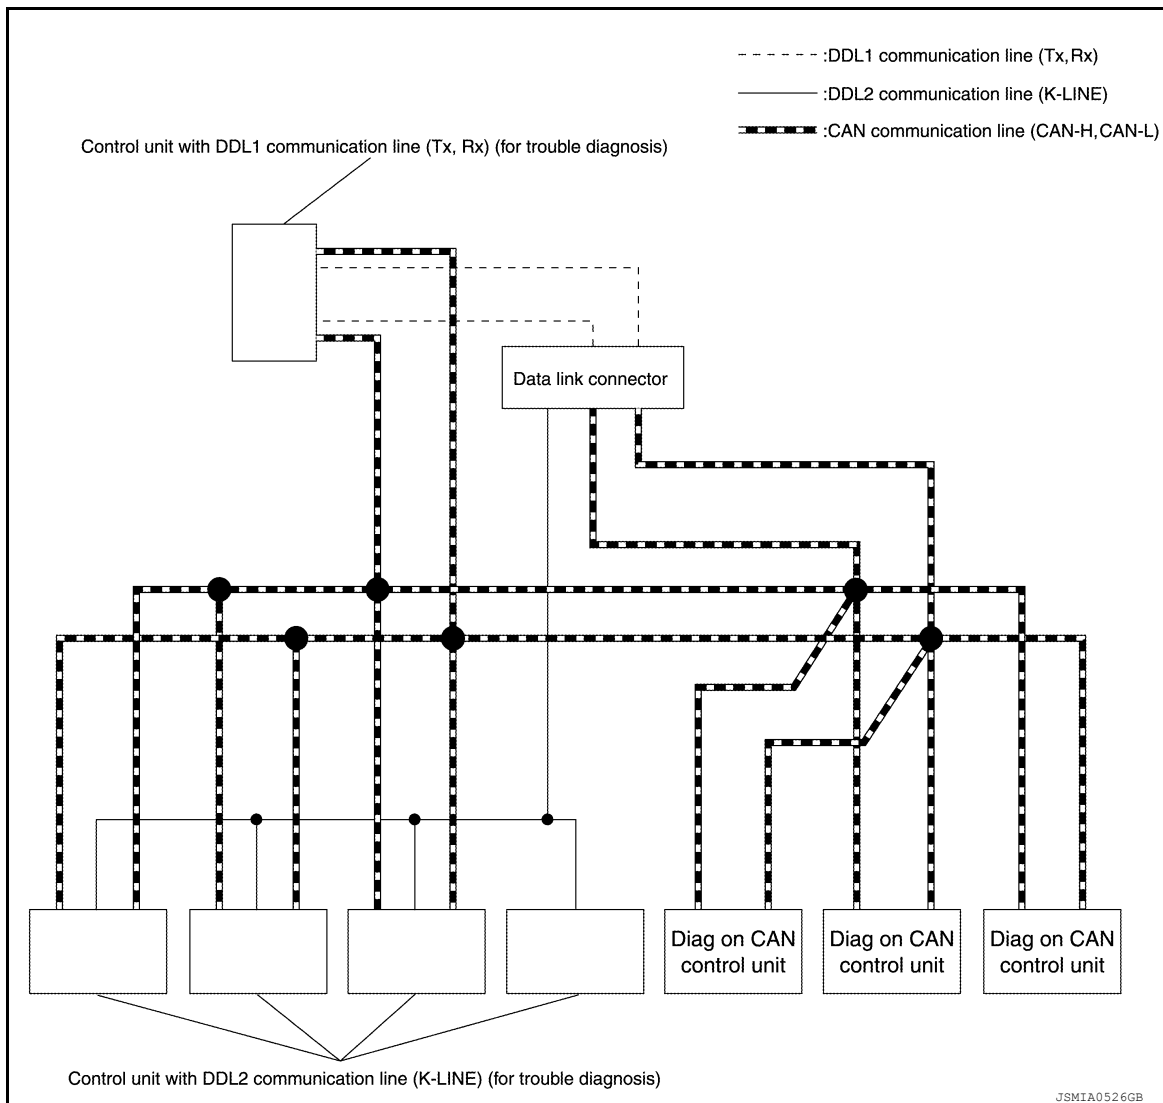 :DDL1 communication line (Tx,Rx)
:DDL2 communication line (K-LINE)
:CAN communication line (CAN-H,CAN-L)
Control unit with DDL1 communication line (Tx, Rx) (for trouble diagnosis)
Data link connector
Diag on CAN
control unit
Diag on CAN
control unit
Diag on CAN
control unit
Control unit with DDL2 communication line (K-LINE) (for trouble diagnosis)
JSMIA0526GB